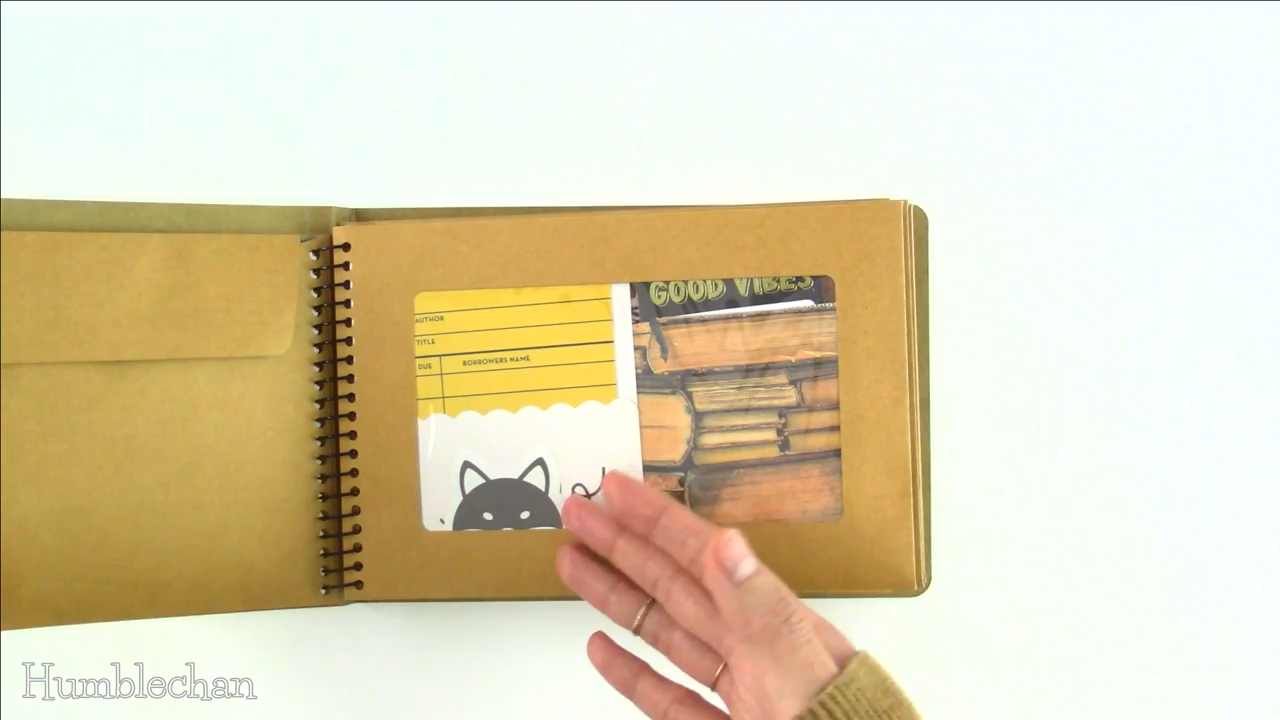 GOOD VIBES
AUTHOR
TITLE
DUE BORROWERS NAME
Humblechan